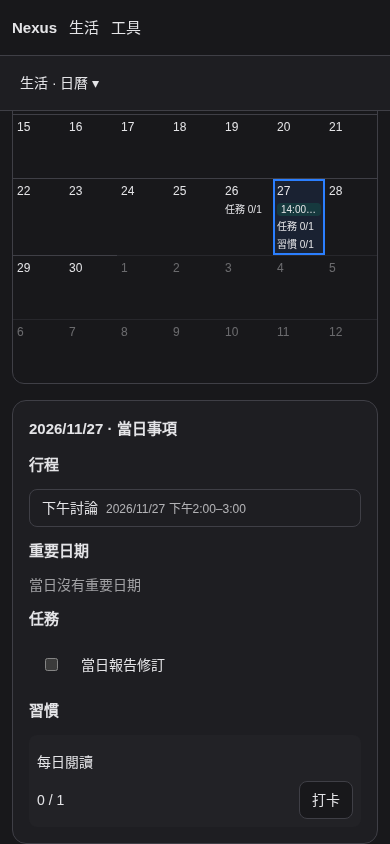 Nexus 生活 工具
生活 · 日曆 ▾
15 16 17 18 19 20 21
22 23 24 25 26 27 28
任務 0/1
14:00…
任務 0/1
習慣 0/1
29 30 1 2 3 4 5
6 7 8 9 10 11 12
2026/11/27 · 當日事項
行程
下午討論 2026/11/27 下午2:00–3:00
重要日期
當日沒有重要日期
任務
當日報告修訂
習慣
每日閱讀
0 / 1 打卡